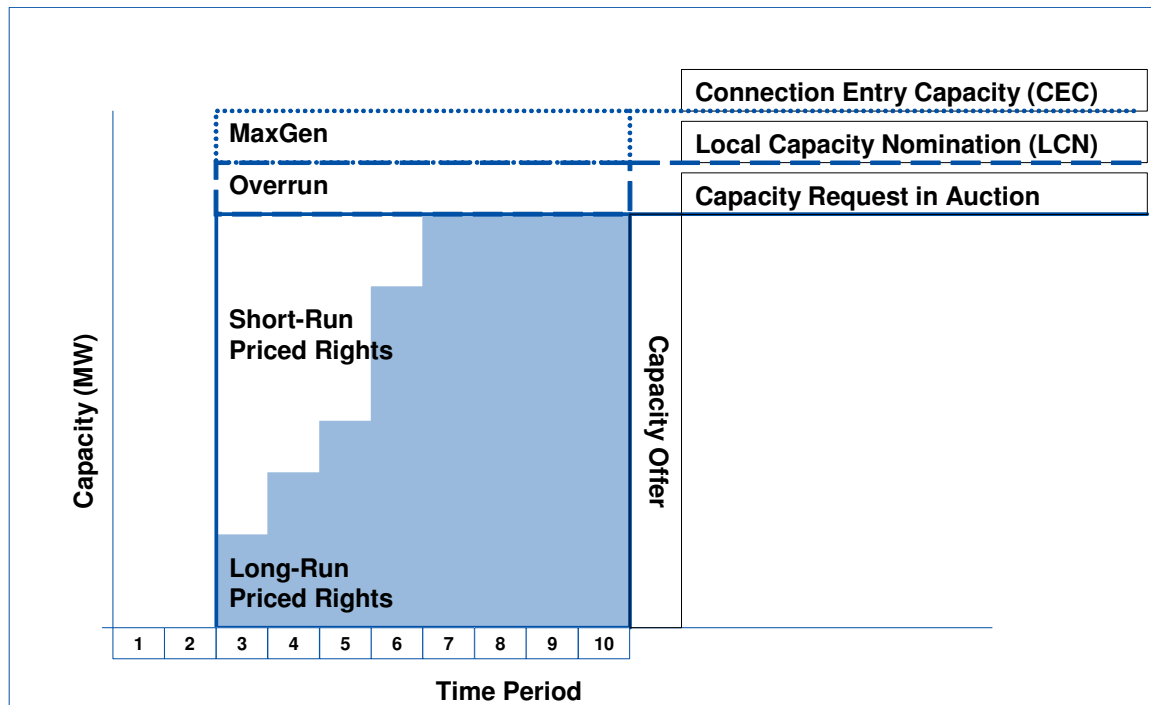 Connection Entry Capacity (CEC)
MaxGen
Local Capacity Nomination (LCN)
Overrun
Capacity Request in Auction
Short-Run
Priced Rights
Capacity (MW)
Capacity Offer
Long-Run
Priced Rights
1 2 3 4 5 6 7 8 9 10
Time Period